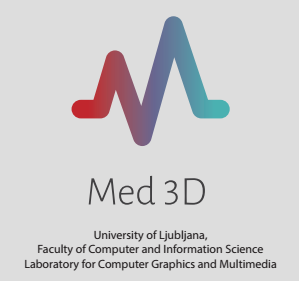 Med 3D
University of Ljubljana,
Faculty of Computer and Information Science
Laboratory for Computer Graphics and Multimedia